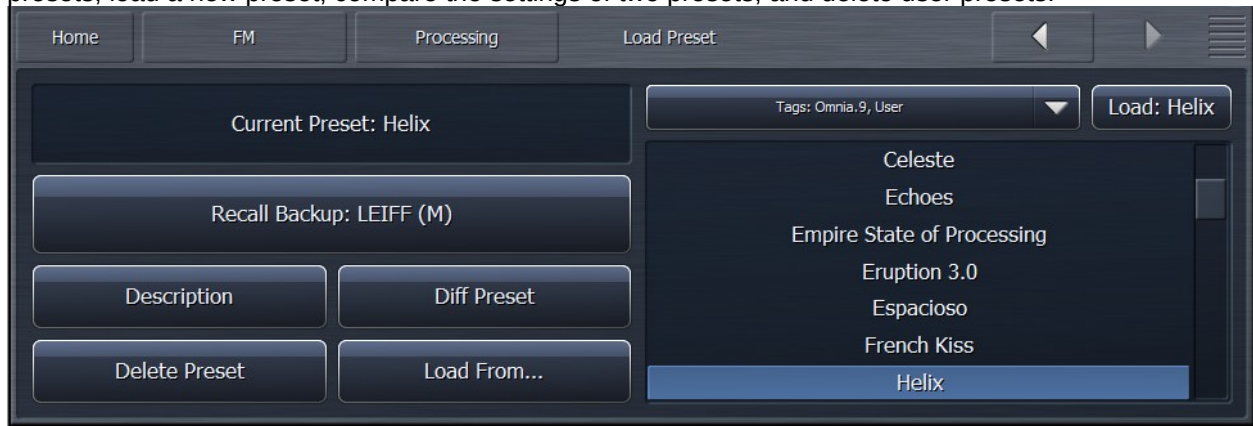 presets, load a new preset, compare the settings of two presets, and delete user presets.
Home FM Processing Load Preset
Current Preset: Helix
Recall Backup: LEIFF (M)
Description Diff Preset
Delete Preset Load From...
Tags: Omnia.9, User Load: Helix
Celeste
Echoes
Empire State of Processing
Eruption 3.0
Espacioso
French Kiss
Helix